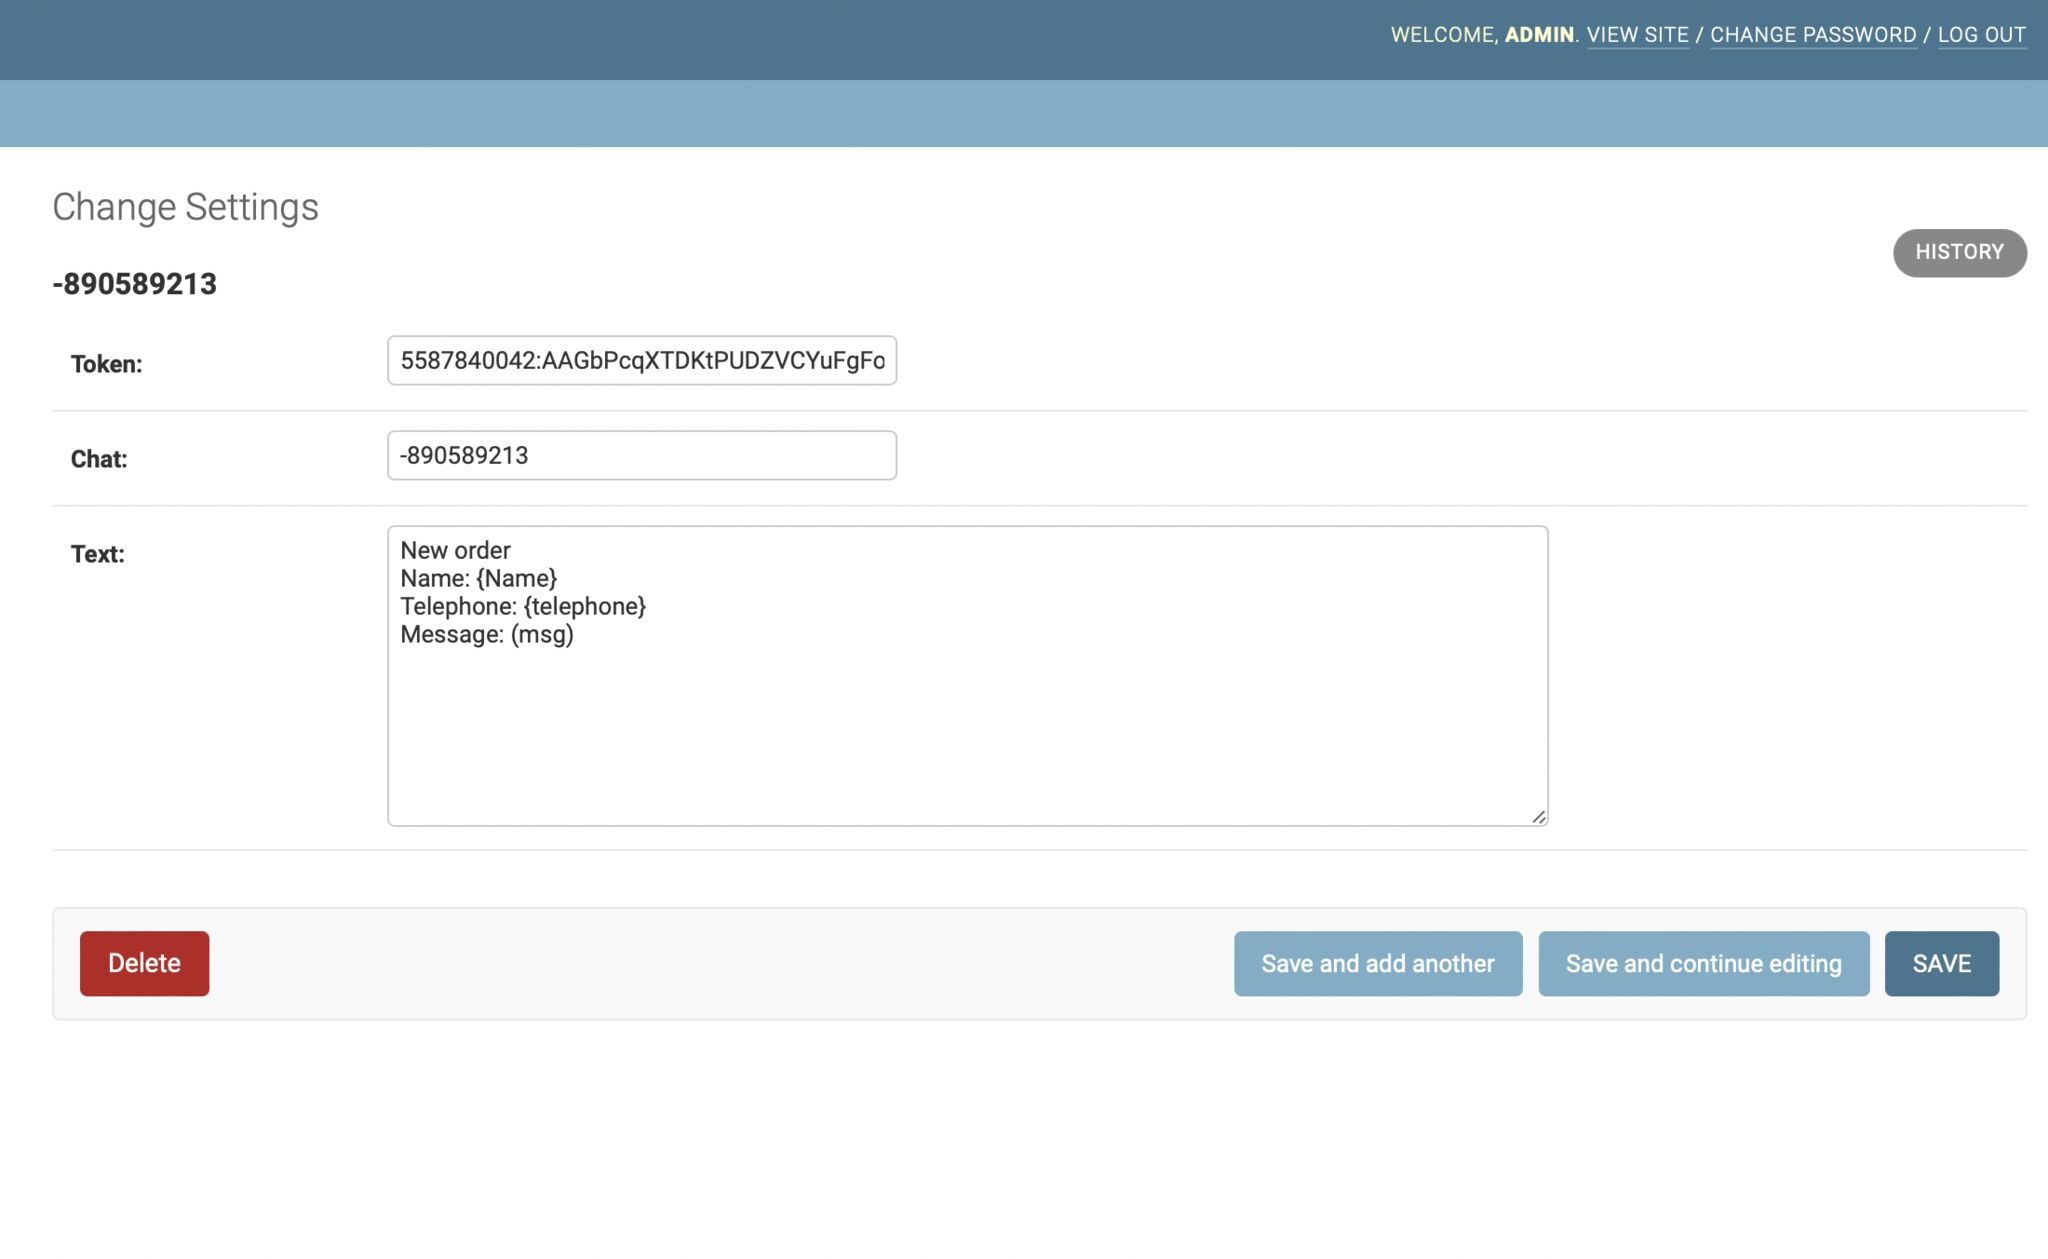 WELCOME, ADMIN. VIEW SITE / CHANGE PASSWORD / LOG OUT
Change Settings
HISTORY
-890589213
Token: 5587840042:AAGbPcqXTDKtPUDZVCYuFgFo
Chat: -890589213
Text:
New order
Name: {Name}
Telephone: {telephone}
Message: (msg)
Delete
Save and add another
Save and continue editing
SAVE